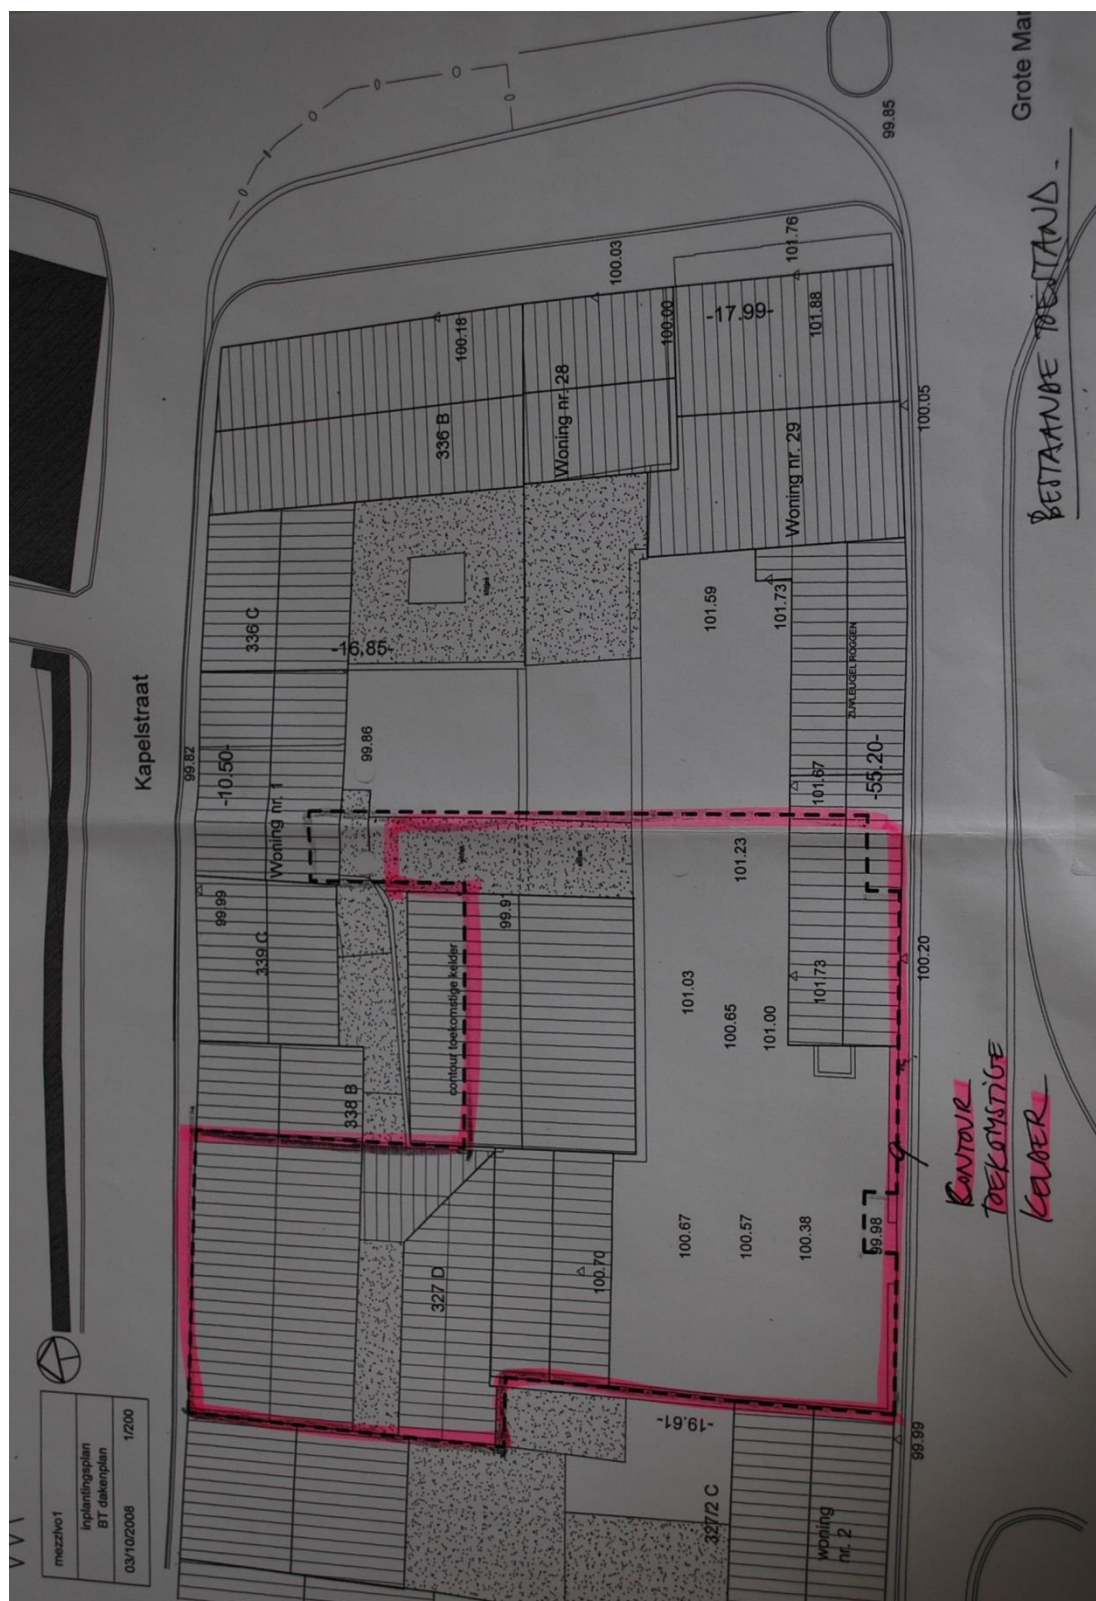 Grote Mar
99.85
BESTAANDE TOESTAND.
Kapelstraat
100.03
101.76
100.18
100.00
-17.99-
101.88
336 B
Woning nr. 28
Woning nr. 29
100.05
336 C
-16.85-
101.59
101.73
ZUIVLEUGEL ROGGEN
99.82
-10.50-
99.86
Woning nr. 1
101.67
-55.20-
101.23
99.99
339 C
99.91
contour toekomstige kelder
101.03
100.65
101.00
101.73
100.20
338 B
KONTOUR
TOEKOMSTIGE
KELDER
327 D
100.70
100.67
100.57
100.38
99.98
-19.61-
99.99
327/2 C
woning
nr. 2
mezzivo1
inplantingsplan
BT dakenplan
03/10/2008 1/200